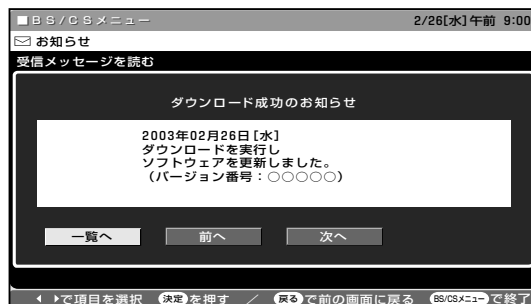 ■BS/CSメニュー 2/26[水]午前 9:00
お知らせ
受信メッセージを読む
ダウンロード成功のお知らせ
2003年02月26日[水]
ダウンロードを実行し
ソフトウェアを更新しました。
(バージョン番号:○○○○○)
一覧へ 前へ 次へ
で項目を選択 決定を押す / 戻るで前の画面に戻る BS/CSメニューで終了